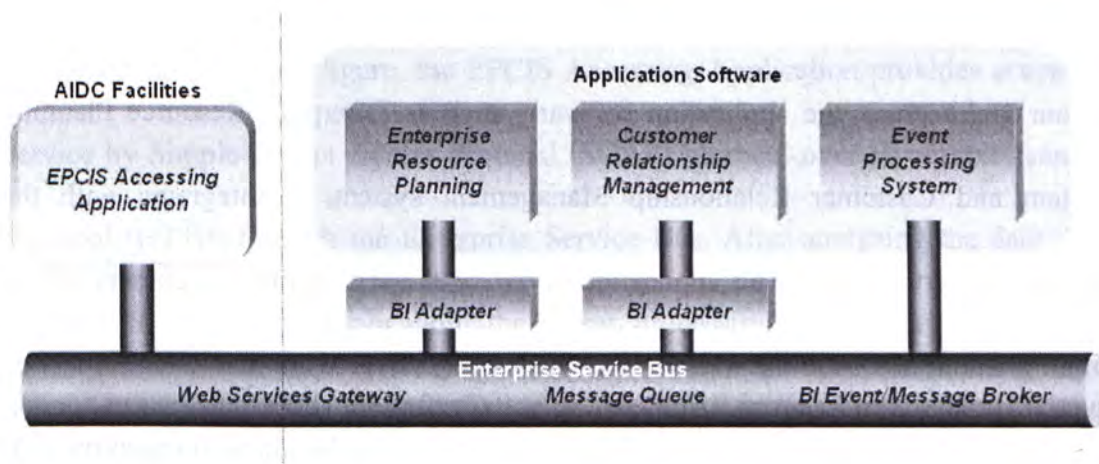 AIDC Facilities
Application Software
EPCIS Accessing
Application
Enterprise
Resource
Planning
Customer
Relationship
Management
Event
Processing
System
BI Adapter
BI Adapter
Enterprise Service Bus
Web Services Gateway
Message Queue
BI Event/Message Broker